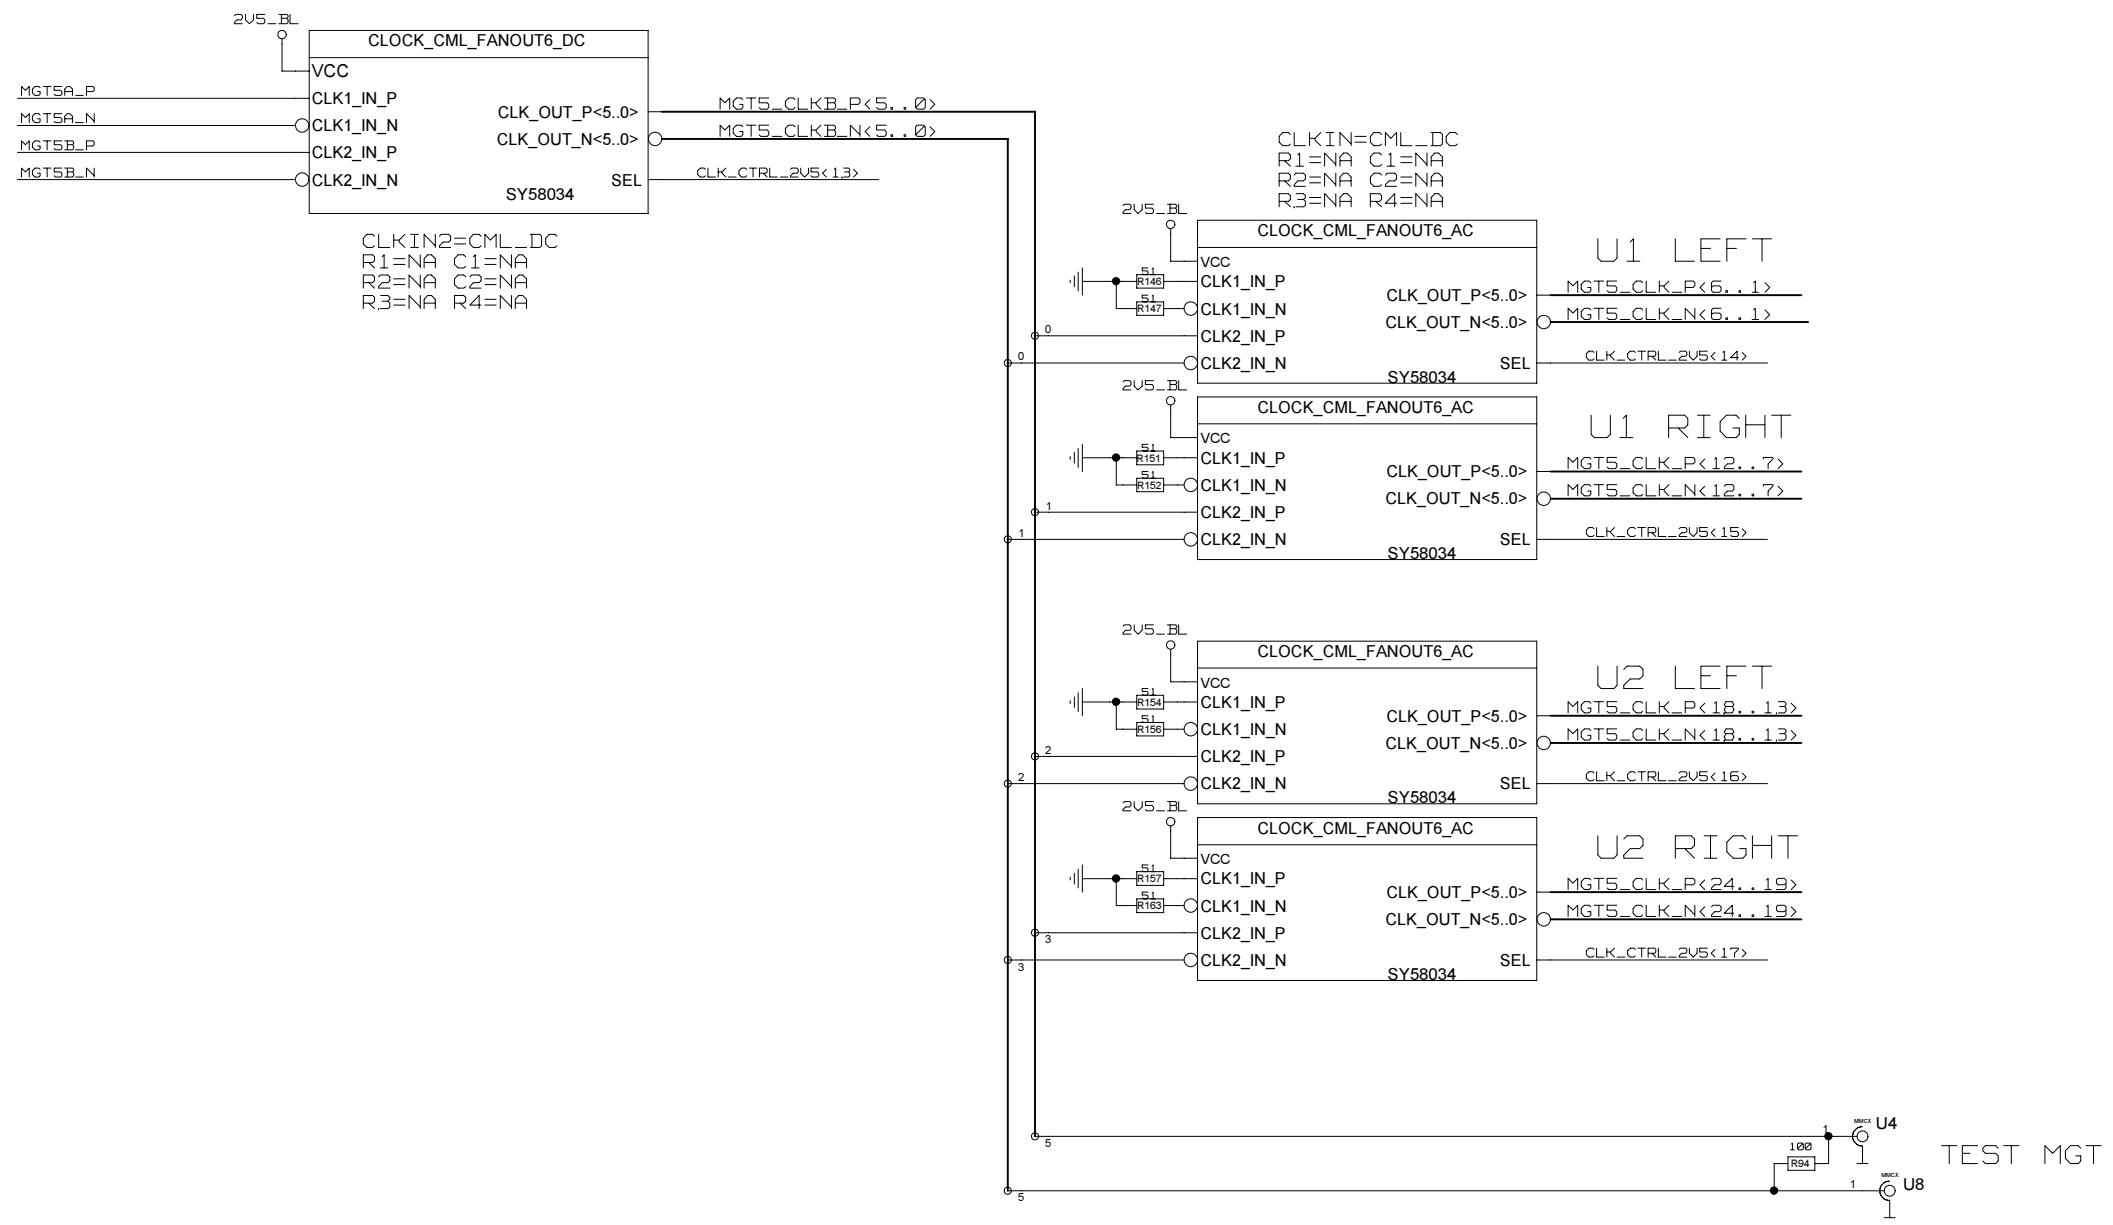 2V5_BL
CLOCK_CML_FANOUT6_DC
VCC
MGT5A_P
CLK1_IN_P
MGT5A_N
CLK1_IN_N
MGT5B_P
CLK2_IN_P
MGT5B_N
CLK2_IN_N
CLK_OUT_P<5..0>
MGT5_CLKB_P<5..0>
CLK_OUT_N<5..0>
MGT5_CLKB_N<5..0>
SEL
CLK_CTRL_2V5<13>
SY58034
CLKIN2=CML_DC
R1=NA C1=NA
R2=NA C2=NA
R3=NA R4=NA
CLKIN=CML_DC
R1=NA C1=NA
R2=NA C2=NA
R3=NA R4=NA
2V5_BL
CLOCK_CML_FANOUT6_AC
U1 LEFT
VCC
51
R146
CLK1_IN_P
51
R147
CLK1_IN_N
0
CLK2_IN_P
0
CLK2_IN_N
CLK_OUT_P<5..0>
MGT5_CLK_P<6..1>
CLK_OUT_N<5..0>
MGT5_CLK_N<6..1>
SEL
CLK_CTRL_2V5<14>
SY58034
2V5_BL
CLOCK_CML_FANOUT6_AC
U1 RIGHT
VCC
51
R151
CLK1_IN_P
51
R152
CLK1_IN_N
1
CLK2_IN_P
1
CLK2_IN_N
CLK_OUT_P<5..0>
MGT5_CLK_P<12..7>
CLK_OUT_N<5..0>
MGT5_CLK_N<12..7>
SEL
CLK_CTRL_2V5<15>
SY58034
2V5_BL
CLOCK_CML_FANOUT6_AC
U2 LEFT
VCC
51
R154
CLK1_IN_P
51
R156
CLK1_IN_N
2
CLK2_IN_P
2
CLK2_IN_N
CLK_OUT_P<5..0>
MGT5_CLK_P<18..13>
CLK_OUT_N<5..0>
MGT5_CLK_N<18..13>
SEL
CLK_CTRL_2V5<16>
SY58034
2V5_BL
CLOCK_CML_FANOUT6_AC
U2 RIGHT
VCC
51
R157
CLK1_IN_P
51
R163
CLK1_IN_N
3
CLK2_IN_P
3
CLK2_IN_N
CLK_OUT_P<5..0>
MGT5_CLK_P<24..19>
CLK_OUT_N<5..0>
MGT5_CLK_N<24..19>
SEL
CLK_CTRL_2V5<17>
SY58034
5
1
MMCX
U4
100
R94
TEST MGT
5
1
MMCX
U8